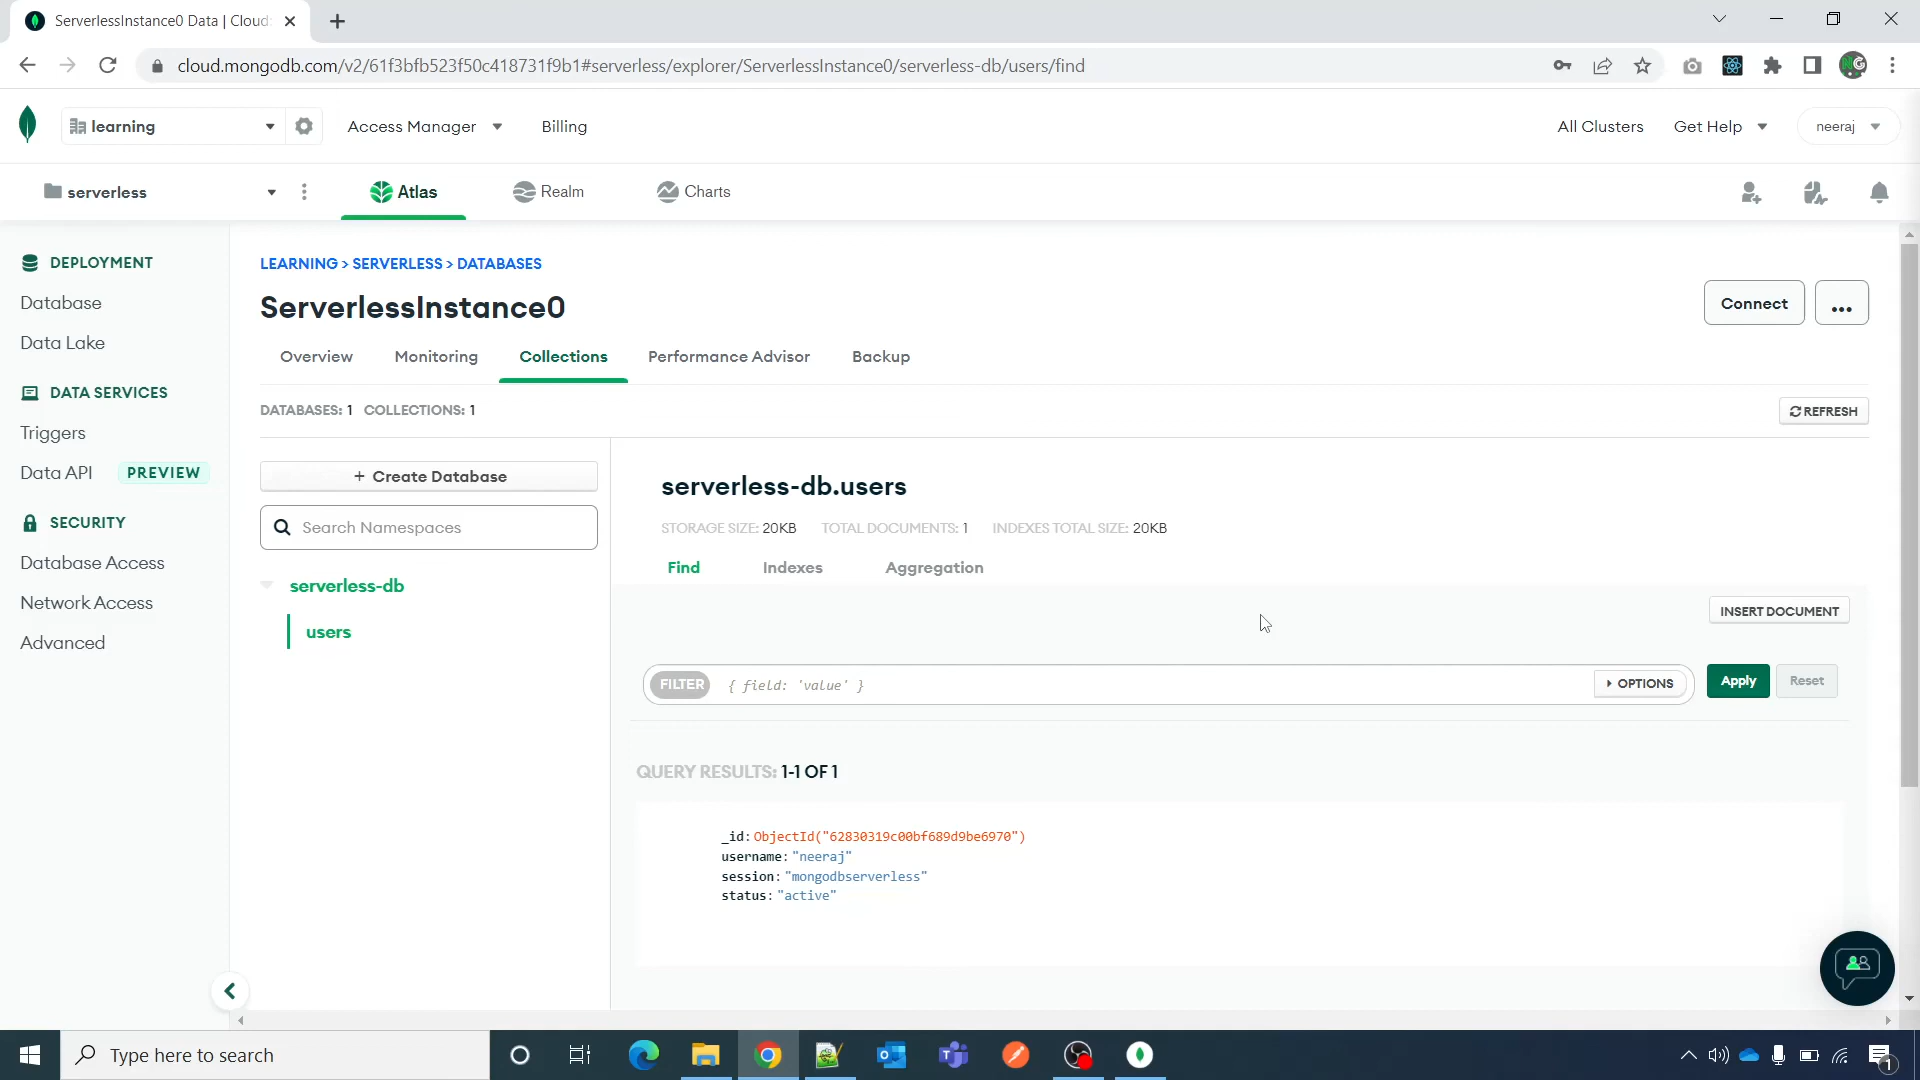 ServerlessInstance0 Data | Cloud
cloud.mongodb.com/v2/61f3bfb523f50c418731f9b1#serverless/explorer/ServerlessInstance0/serverless-db/users/find
learning
Access Manager
Billing
All Clusters
Get Help
neeraj
serverless
Atlas
Realm
Charts
DEPLOYMENT
Database
Data Lake
DATA SERVICES
Triggers
Data API PREVIEW
SECURITY
Database Access
Network Access
Advanced
LEARNING > SERVERLESS > DATABASES
ServerlessInstance0
Connect
...
Overview
Monitoring
Collections
Performance Advisor
Backup
DATABASES: 1 COLLECTIONS: 1
REFRESH
+ Create Database
Search Namespaces
serverless-db
users
serverless-db.users
STORAGE SIZE: 20KB TOTAL DOCUMENTS: 1 INDEXES TOTAL SIZE: 20KB
Find
Indexes
Aggregation
INSERT DOCUMENT
FILTER { field: 'value' }
OPTIONS
Apply
Reset
QUERY RESULTS: 1-1 OF 1
_id: ObjectId("62830319c00bf689d9be6970")
username: "neeraj"
session: "mongodbserverless"
status: "active"
Type here to search
1